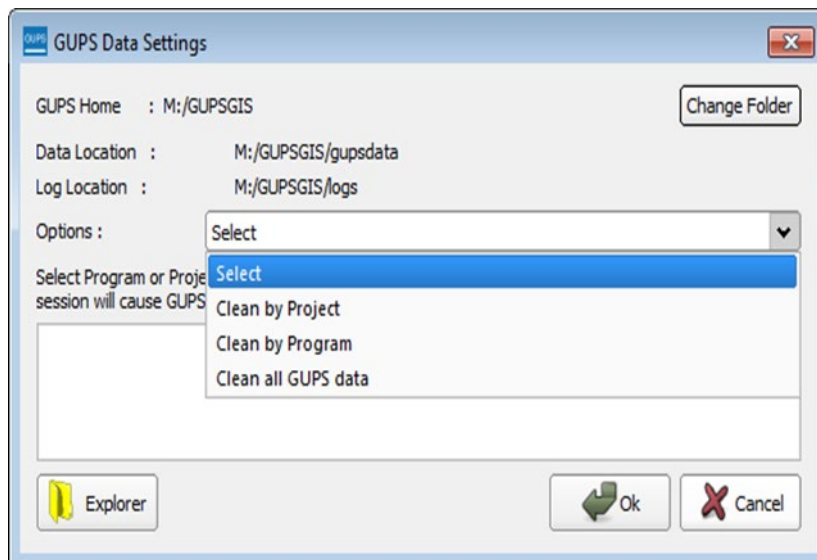 GUPS GUPS Data Settings
GUPS Home : M:/GUPSGIS Change Folder
Data Location : M:/GUPSGIS/gupsdata
Log Location : M:/GUPSGIS/logs
Options : Select
Select Program or Proje Select
session will cause GUPS
Clean by Project
Clean by Program
Clean all GUPS data
Explorer Ok Cancel